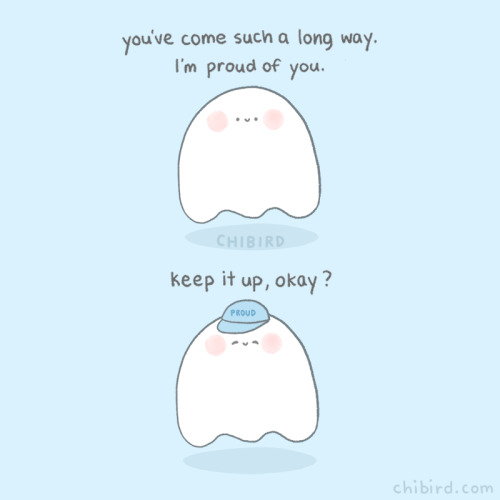 you've come such a long way.
I'm proud of you.
CHIBIRD
keep it up, okay?
PROUD
chibird.com